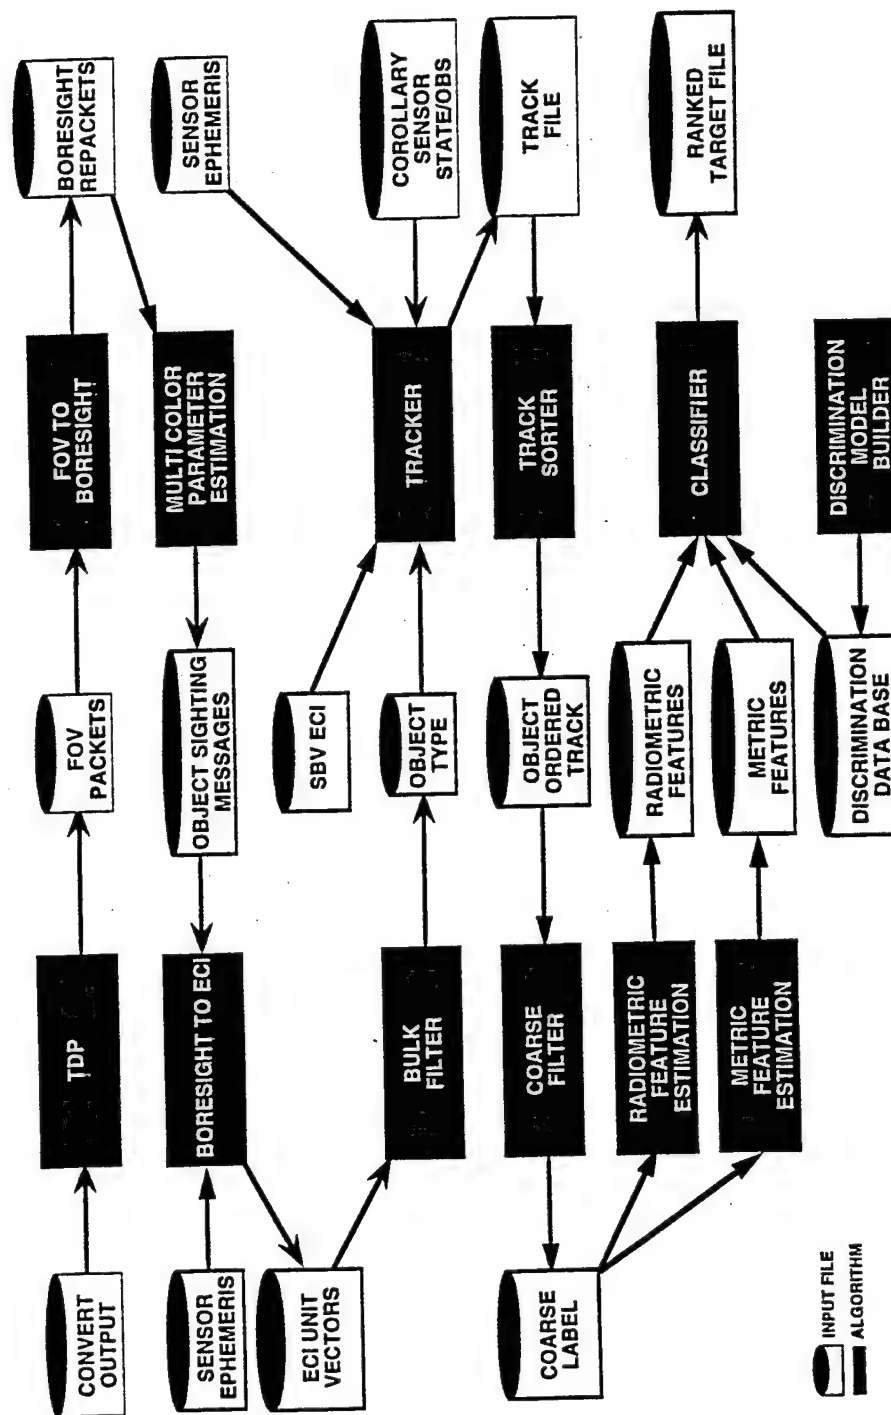 CONVERT
OUTPUT
TDP
FOV
PACKETS
FOV TO
BORESIGHT
BORESIGHT
REPACKETS
SENSOR
EPHEMERIS
BORESIGHT TO ECI
OBJECT SIGHTING
MESSAGES
MULTI COLOR
PARAMETER
ESTIMATION
SENSOR
EPHEMERIS
ECI UNIT
VECTORS
SBV ECI
BULK
FILTER
OBJECT
TYPE
TRACKER
COROLLARY
SENSOR
STATE/OBS
COARSE
LABEL
COARSE
FILTER
OBJECT
ORDERED
TRACK
TRACK
SORTER
TRACK
FILE
RADIOMETRIC
FEATURE
ESTIMATION
RADIOMETRIC
FEATURES
CLASSIFIER
RANKED
TARGET FILE
METRIC
FEATURE
ESTIMATION
METRIC
FEATURES
DISCRIMINATION
DATA BASE
DISCRIMINATION
MODEL
BUILDER
INPUT FILE
ALGORITHM